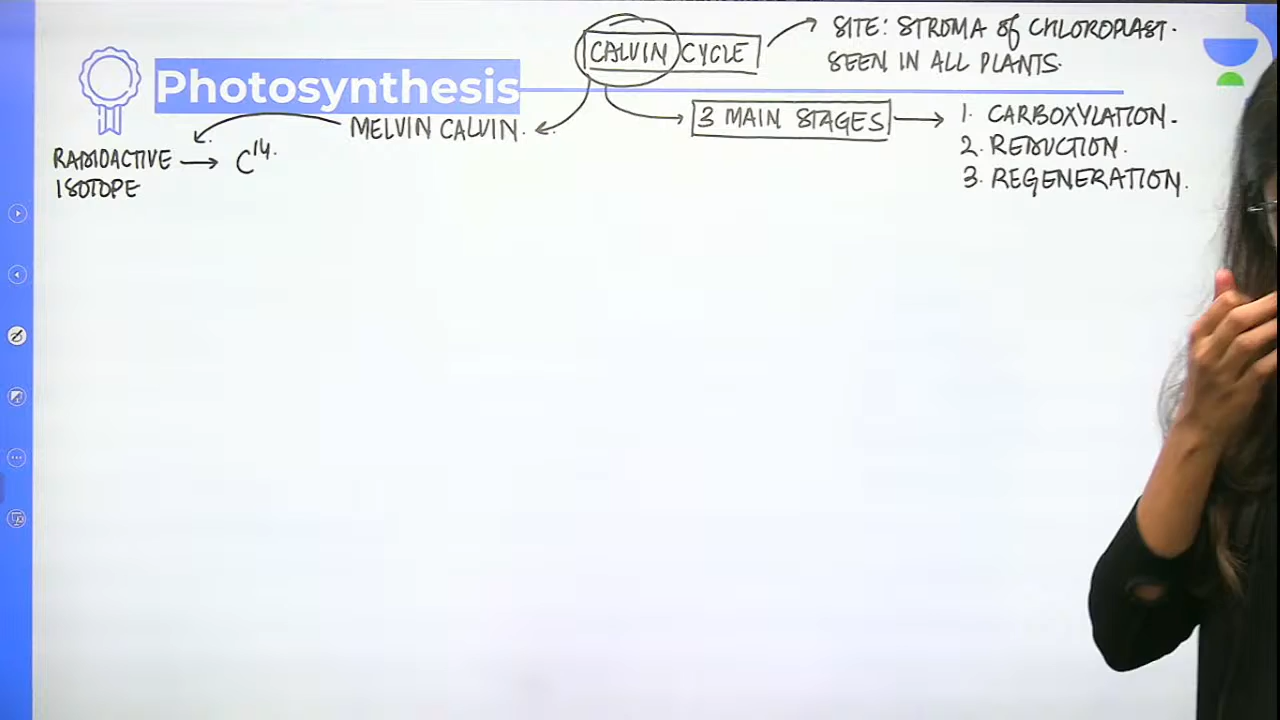 CALVIN CYCLE
SITE: STROMA of CHLOROPLAST.
SEEN IN ALL PLANTS.
Photosynthesis
MELVIN CALVIN.
3 MAIN STAGES
1. CARBOXYLATION.
2. REDUCTION.
3. REGENERATION.
RADIOACTIVE → C¹⁴.
ISOTOPE